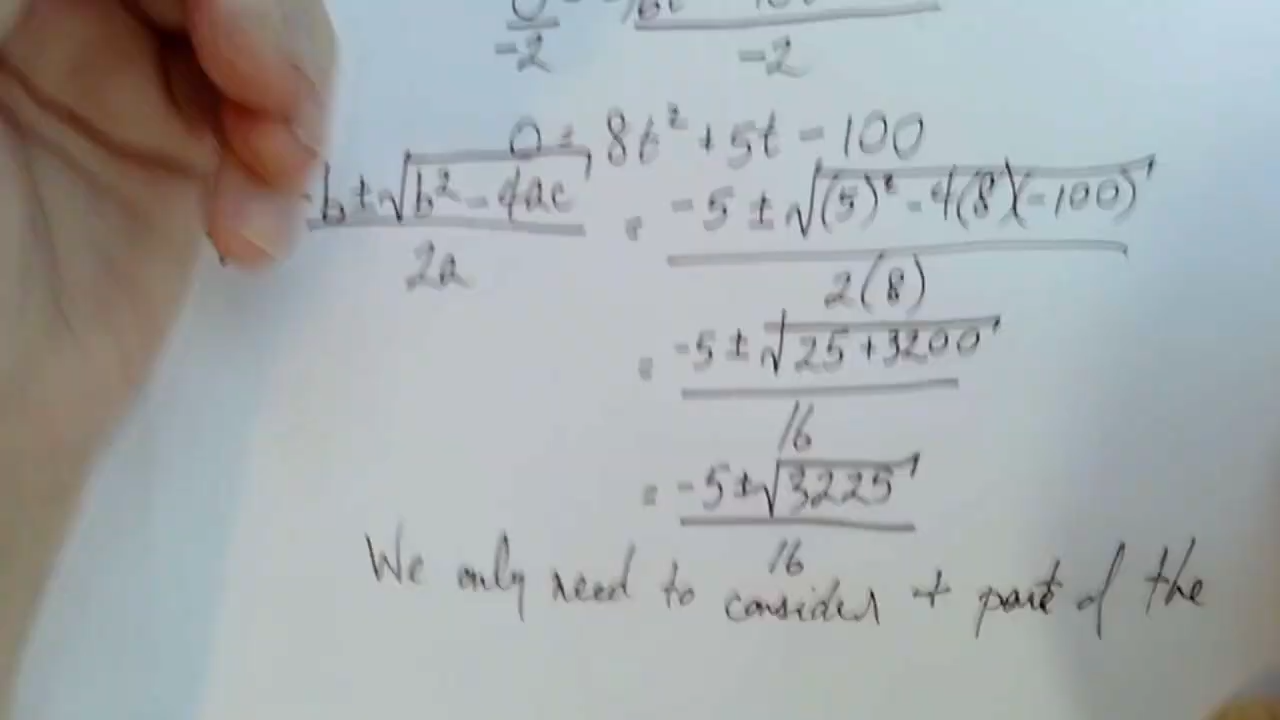 -2 -2
0 = 8t² + 5t - 100
-b ± √b² - 4ac / 2a = -5 ± √(5)² - 4(8)(-100) / 2(8)
= -5 ± √25 + 3200 / 16
= -5 ± √3225 / 16
We only need to consider + part of the